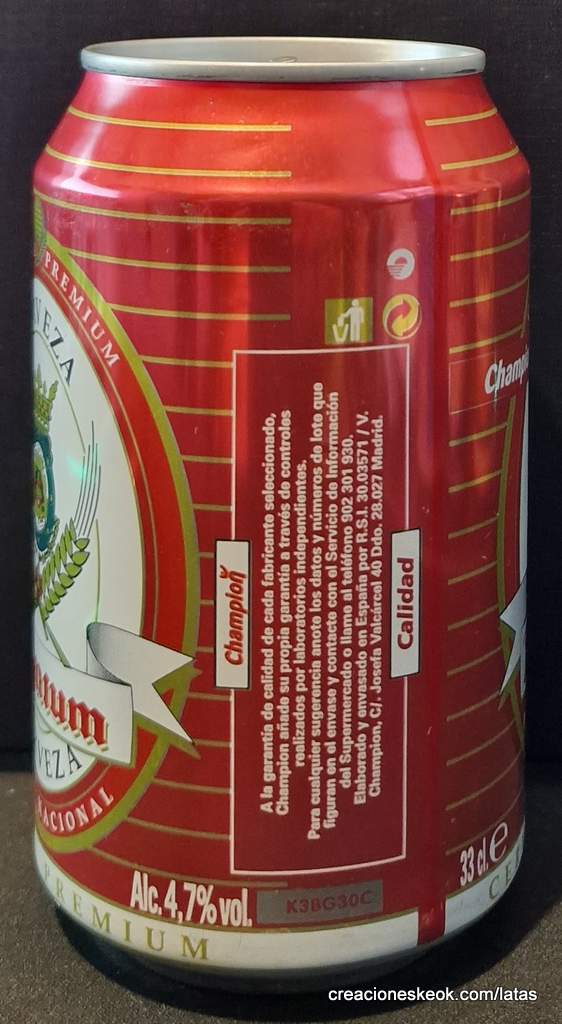 PREMIUM
VEZA
VEZA
NACIONAL
PREMIUM
Champion
A la garantía de calidad de cada fabricante seleccionado,
Champion añade su propia garantía a través de controles
realizados por laboratorios independientes.
Para cualquier sugerencia anote los datos y números de lote que
figuran en el envase y contacte con el Servicio de Información
del Supermercado o llame al teléfono 902 301 930.
Elaborado y envasado en España por R.S.I. 30.03571 / V.
Champion, C/. Josefa Valcárcel 40 Ddo. 28.027 Madrid.
Calidad
Alc. 4,7% vol.
K3BG30C
Champi
33 cl. e
CE
creacioneskeok.com/latas